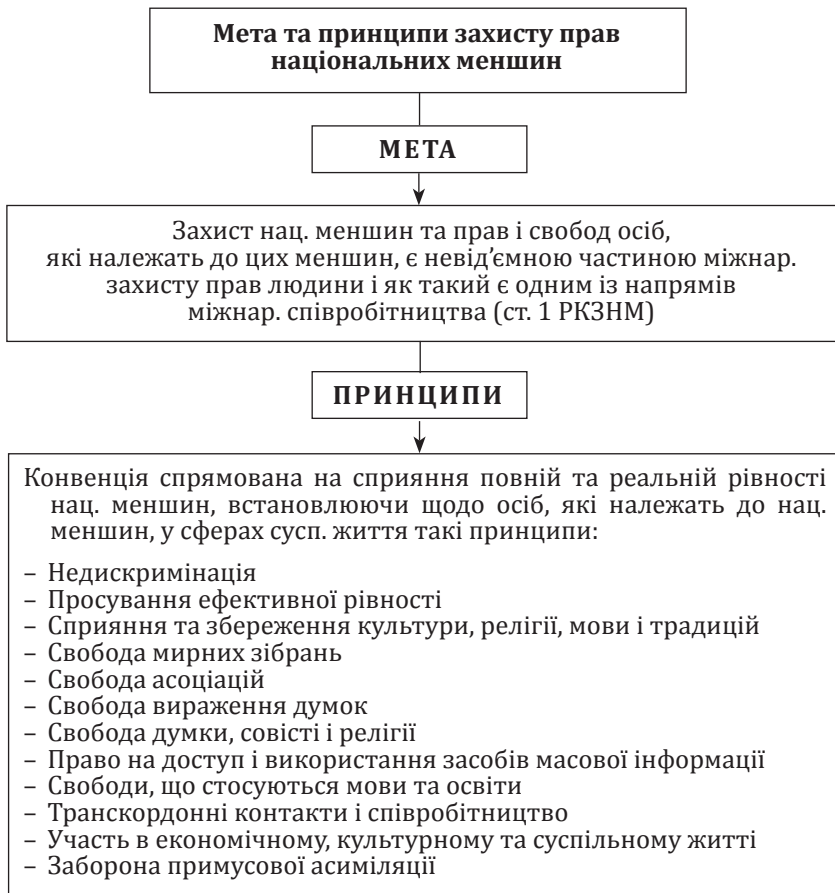 Мета та принципи захисту прав
національних меншин
МЕТА
Захист нац. меншин та прав і свобод осіб,
які належать до цих меншин, є невід’ємною частиною міжнар.
захисту прав людини і як такий є одним із напрямів
міжнар. співробітництва (ст. 1 РКЗНМ)
ПРИНЦИПИ
Конвенція спрямована на сприяння повній та реальній рівності
нац. меншин, встановлюючи щодо осіб, які належать до нац.
меншин, у сферах сусп. життя такі принципи:
– Недискримінація
– Просування ефективної рівності
– Сприяння та збереження культури, релігії, мови і традицій
– Свобода мирних зібрань
– Свобода асоціацій
– Свобода вираження думок
– Свобода думки, совісті і релігії
– Право на доступ і використання засобів масової інформації
– Свободи, що стосуються мови та освіти
– Транскордонні контакти і співробітництво
– Участь в економічному, культурному та суспільному житті
– Заборона примусової асиміляції